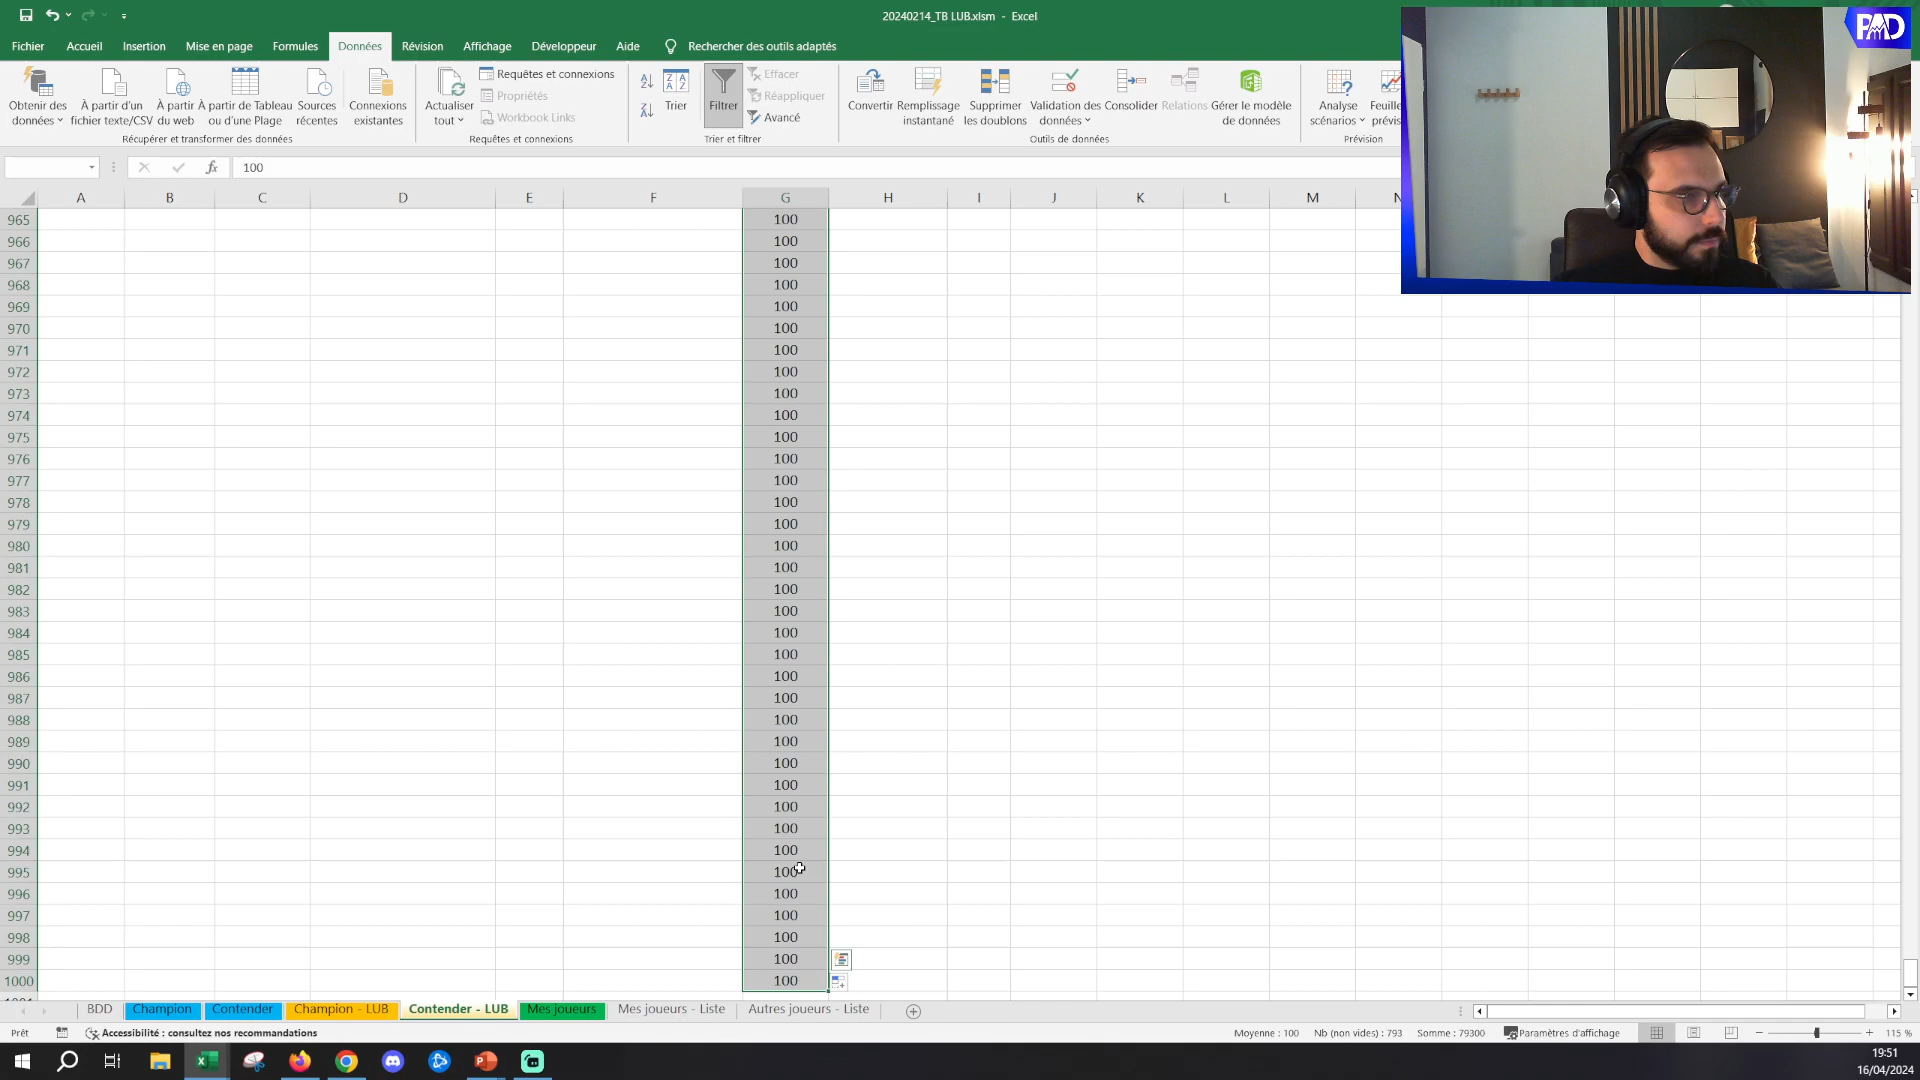 20240214_TB LUB.xlsm - Excel
PMD
Fichier Accueil Insertion Mise en page Formules Données Révision Affichage Développeur Aide Rechercher des outils adaptés
Obtenir des données
À partir d'un fichier texte/CSV
À partir du web
À partir de Tableau ou d'une Plage
Sources récentes
Connexions existantes
Récupérer et transformer des données
Actualiser tout
Requêtes et connexions
Propriétés
Workbook Links
Requêtes et connexions
Trier
Filtrer
Effacer
Réappliquer
Avancé
Trier et filtrer
Convertir
Remplissage instantané
Supprimer les doublons
Validation des données
Consolider
Relations
Gérer le modèle de données
Outils de données
Analyse scénarios
Feuille prévis
Prévision
fx 100
A B C D E F G H I J K L M N
965 100
966 100
967 100
968 100
969 100
970 100
971 100
972 100
973 100
974 100
975 100
976 100
977 100
978 100
979 100
980 100
981 100
982 100
983 100
984 100
985 100
986 100
987 100
988 100
989 100
990 100
991 100
992 100
993 100
994 100
995 100
996 100
997 100
998 100
999 100
1000 100
BDD Champion Contender Champion - LUB Contender - LUB Mes joueurs Mes joueurs - Liste Autres joueurs - Liste
Prêt Accessibilité : consultez nos recommandations Moyenne : 100 Nb (non vides) : 793 Somme : 79300 Paramètres d'affichage 115 %
19:51
16/04/2024